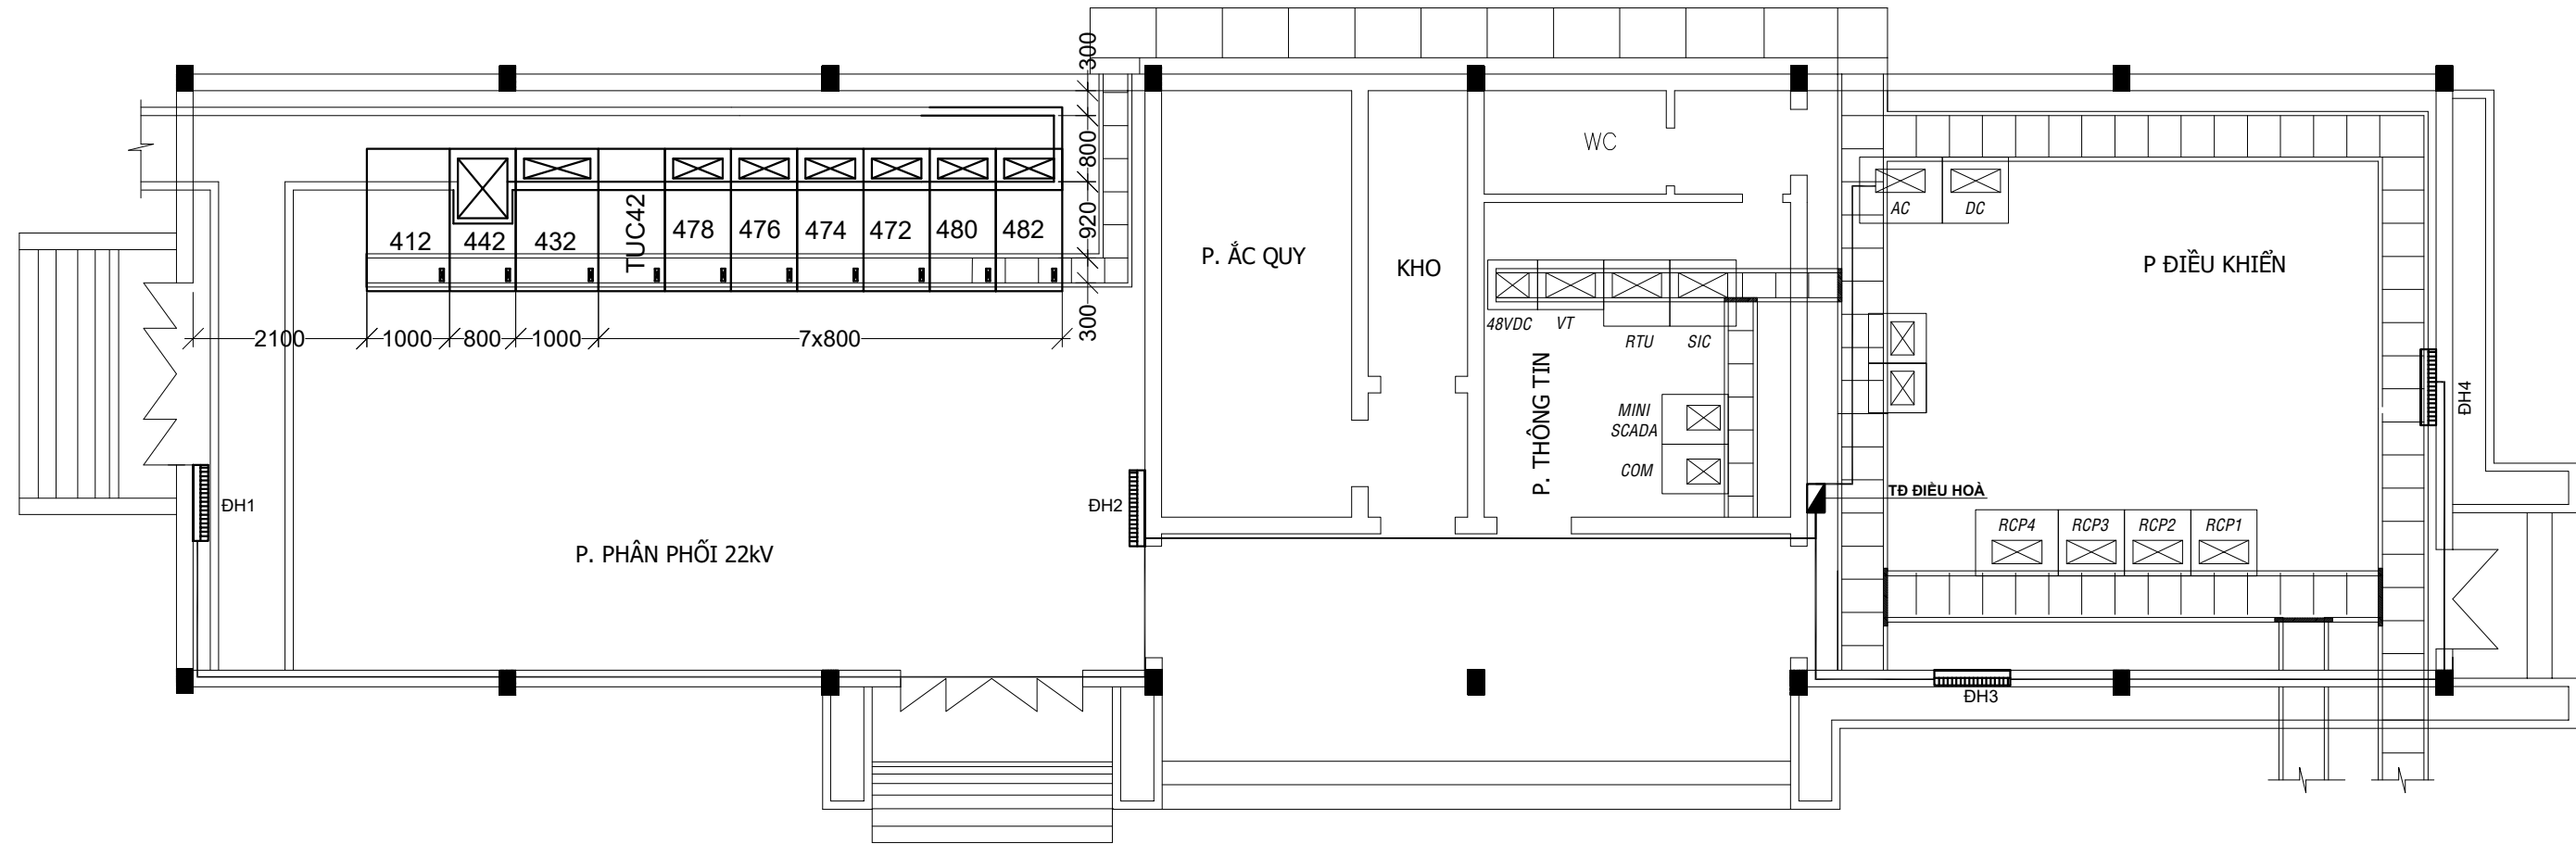 300
800
920
300
412
442
432
TUC42
478
476
474
472
480
482
2100
1000
800
1000
7x800
P. PHÂN PHỐI 22kV
ĐH1
ĐH2
P. ẮC QUY
KHO
WC
48VDC
VT
RTU
SIC
P. THÔNG TIN
MINI
SCADA
COM
AC
DC
P ĐIỀU KHIỂN
TĐ ĐIỀU HOÀ
RCP4
RCP3
RCP2
RCP1
ĐH3
ĐH4